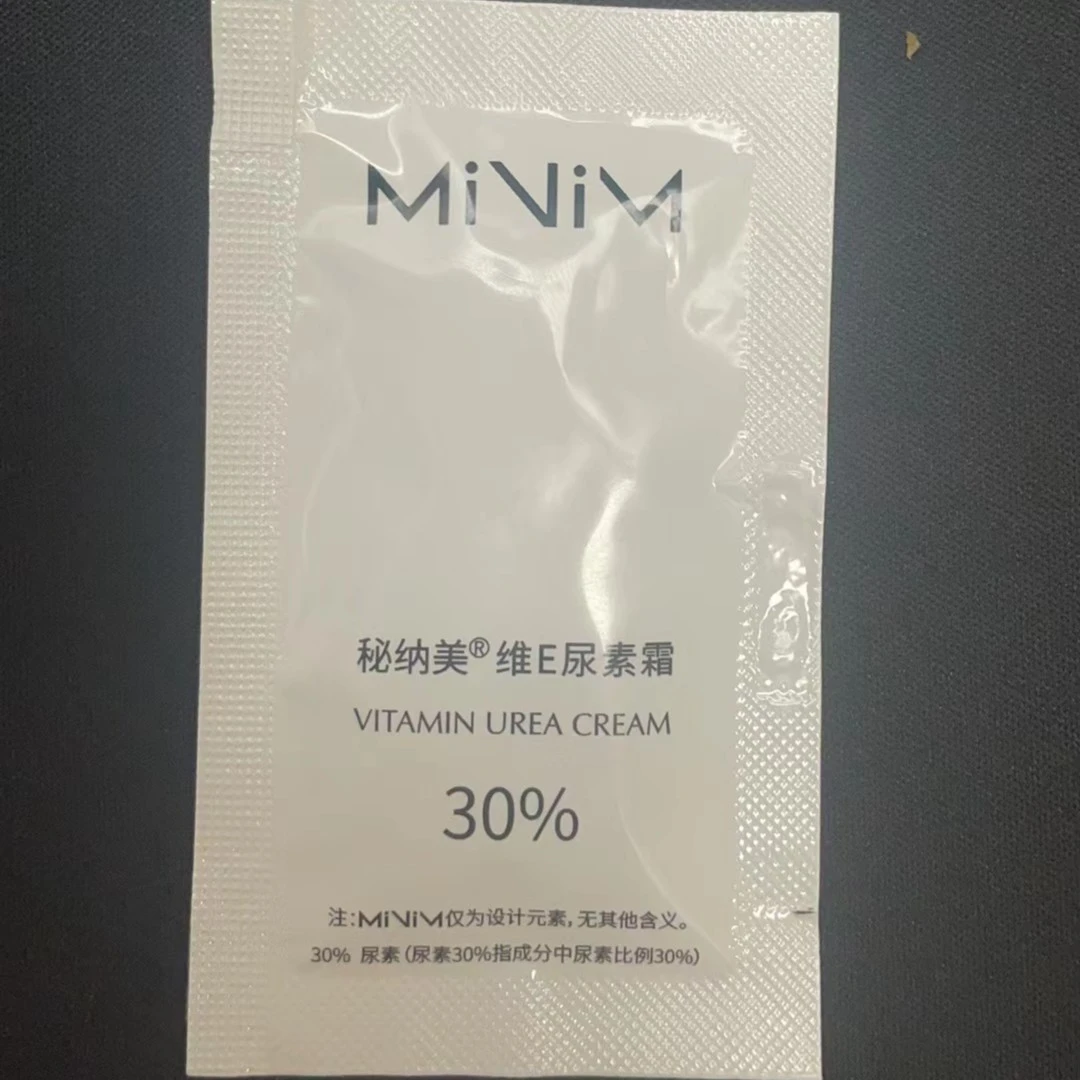 MiViM
秘纳美® 维E尿素霜
VITAMIN UREA CREAM
30%
注:MiViM仅为设计元素,无其他含义。
30% 尿素(尿素30%指成分中尿素比例30%)